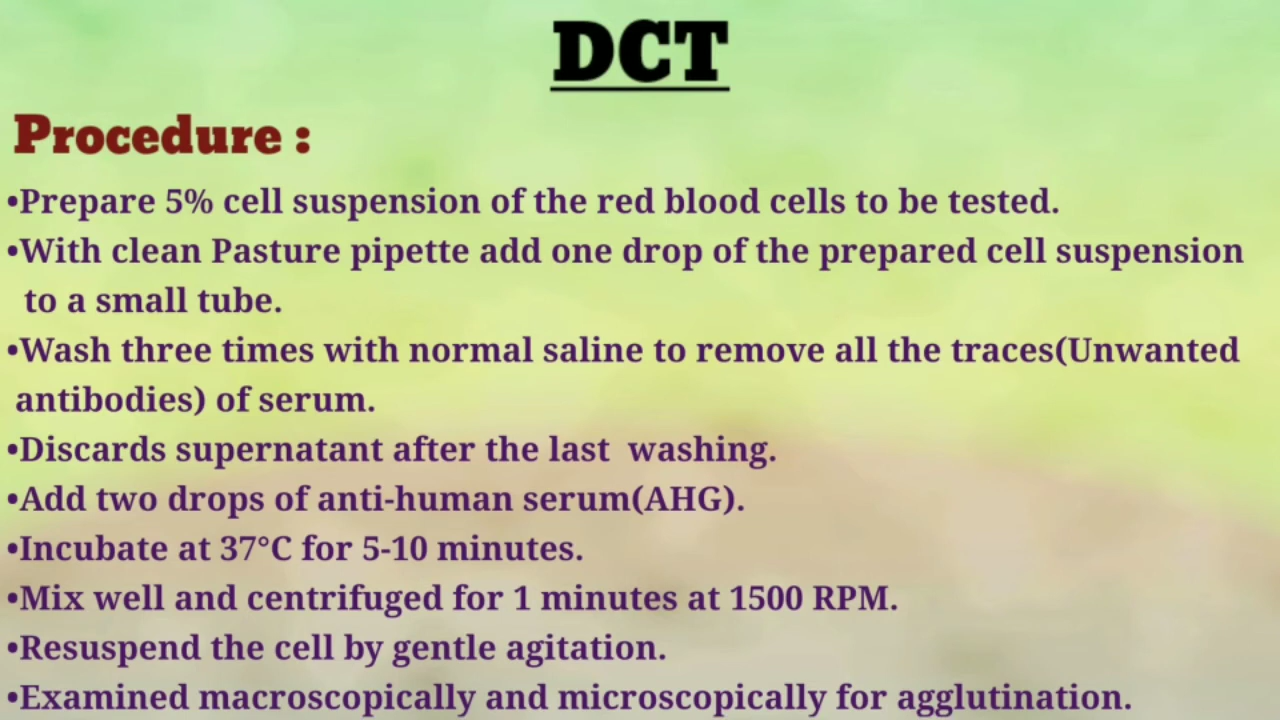 DCT
Procedure :
•Prepare 5% cell suspension of the red blood cells to be tested.
•With clean Pasture pipette add one drop of the prepared cell suspension
to a small tube.
•Wash three times with normal saline to remove all the traces(Unwanted
antibodies) of serum.
•Discards supernatant after the last washing.
•Add two drops of anti-human serum(AHG).
•Incubate at 37°C for 5-10 minutes.
•Mix well and centrifuged for 1 minutes at 1500 RPM.
•Resuspend the cell by gentle agitation.
•Examined macroscopically and microscopically for agglutination.